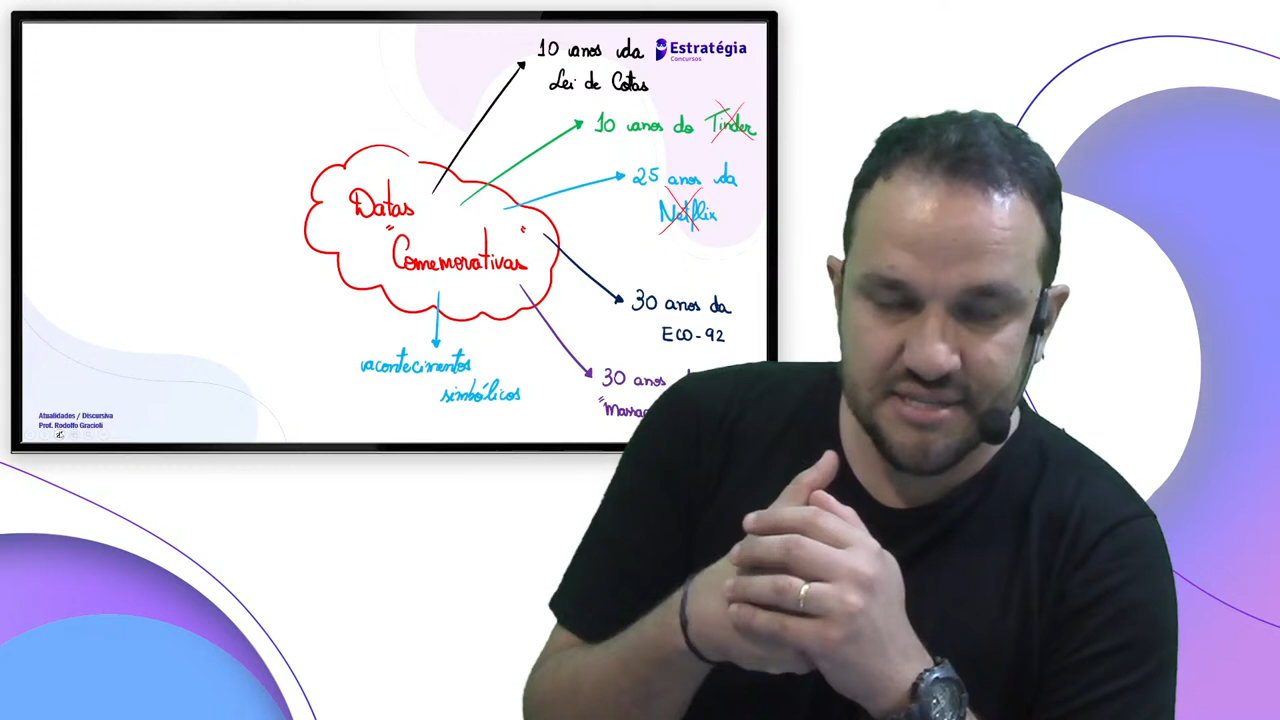 10 anos da
Lei de Cotas
Estratégia
Concursos
10 anos do Tinder
25 anos da
Netflix
Datas
"Comemorativas"
30 anos da
ECO-92
30 anos
acontecimentos
simbólicos
Atualidades / Discursiva
Prof. Rodolfo Gracioli